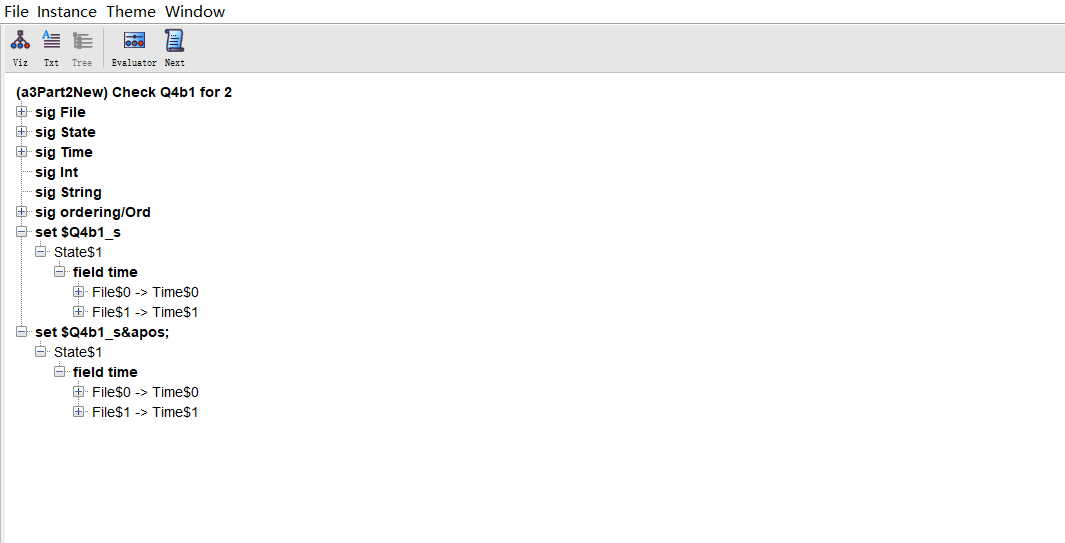 File Instance Theme Window
Viz Txt Tree Evaluator Next
(a3Part2New) Check Q4b1 for 2
sig File
sig State
sig Time
sig Int
sig String
sig ordering/Ord
set $Q4b1_s
State$1
field time
File$0 -> Time$0
File$1 -> Time$1
set $Q4b1_s&apos;
State$1
field time
File$0 -> Time$0
File$1 -> Time$1